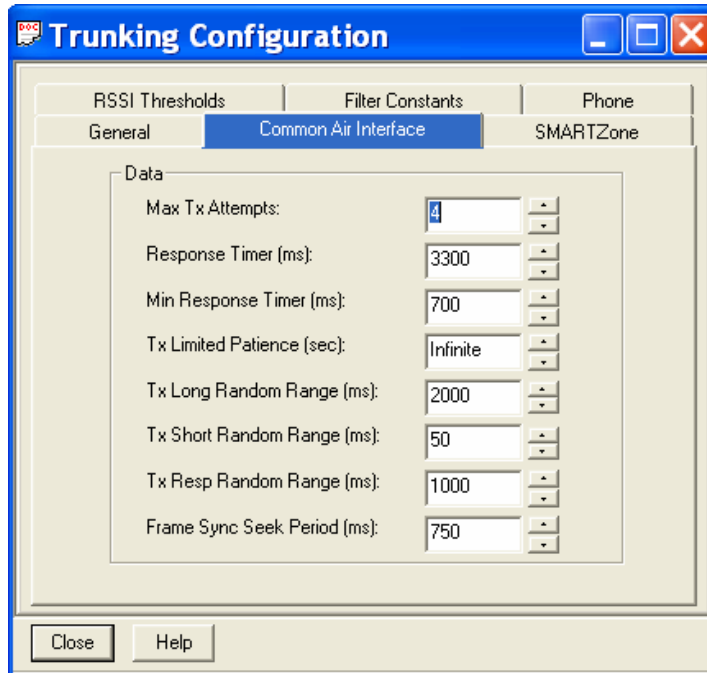 DOC
Trunking Configuration
RSSI Thresholds Filter Constants Phone
General Common Air Interface SMARTZone
Data
Max Tx Attempts: 4
Response Timer (ms): 3300
Min Response Timer (ms): 700
Tx Limited Patience (sec): Infinite
Tx Long Random Range (ms): 2000
Tx Short Random Range (ms): 50
Tx Resp Random Range (ms): 1000
Frame Sync Seek Period (ms): 750
Close Help